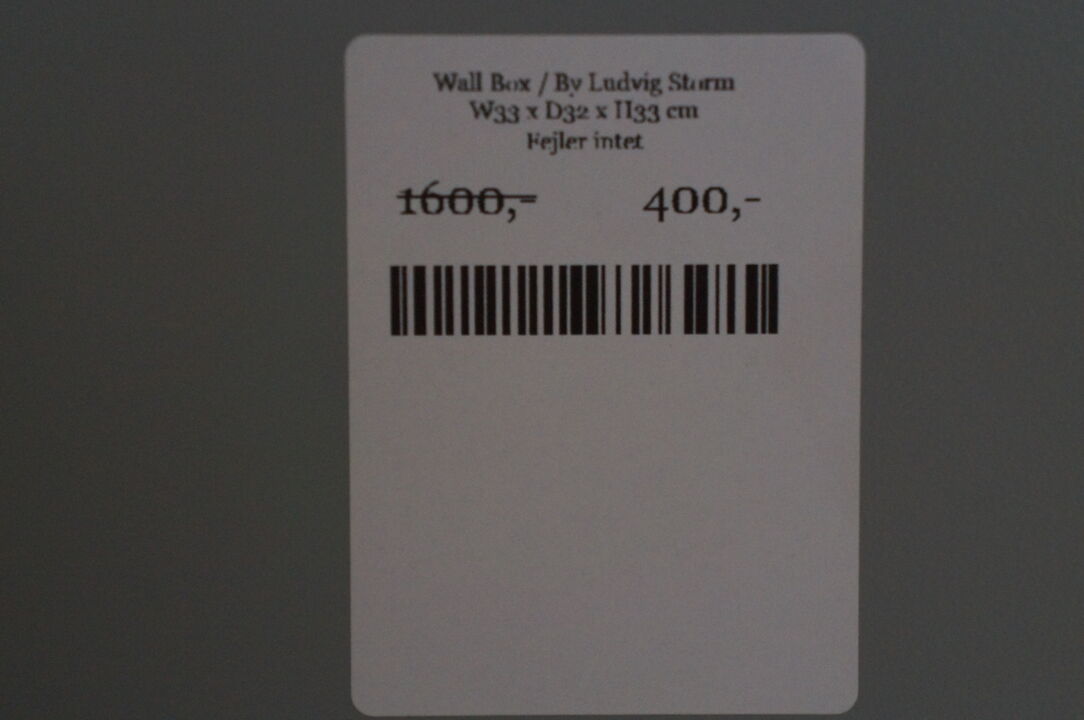 Wall Box / By Ludvig Storm
W33 x D32 x H33 cm
Fejler intet
1600,- 400,-